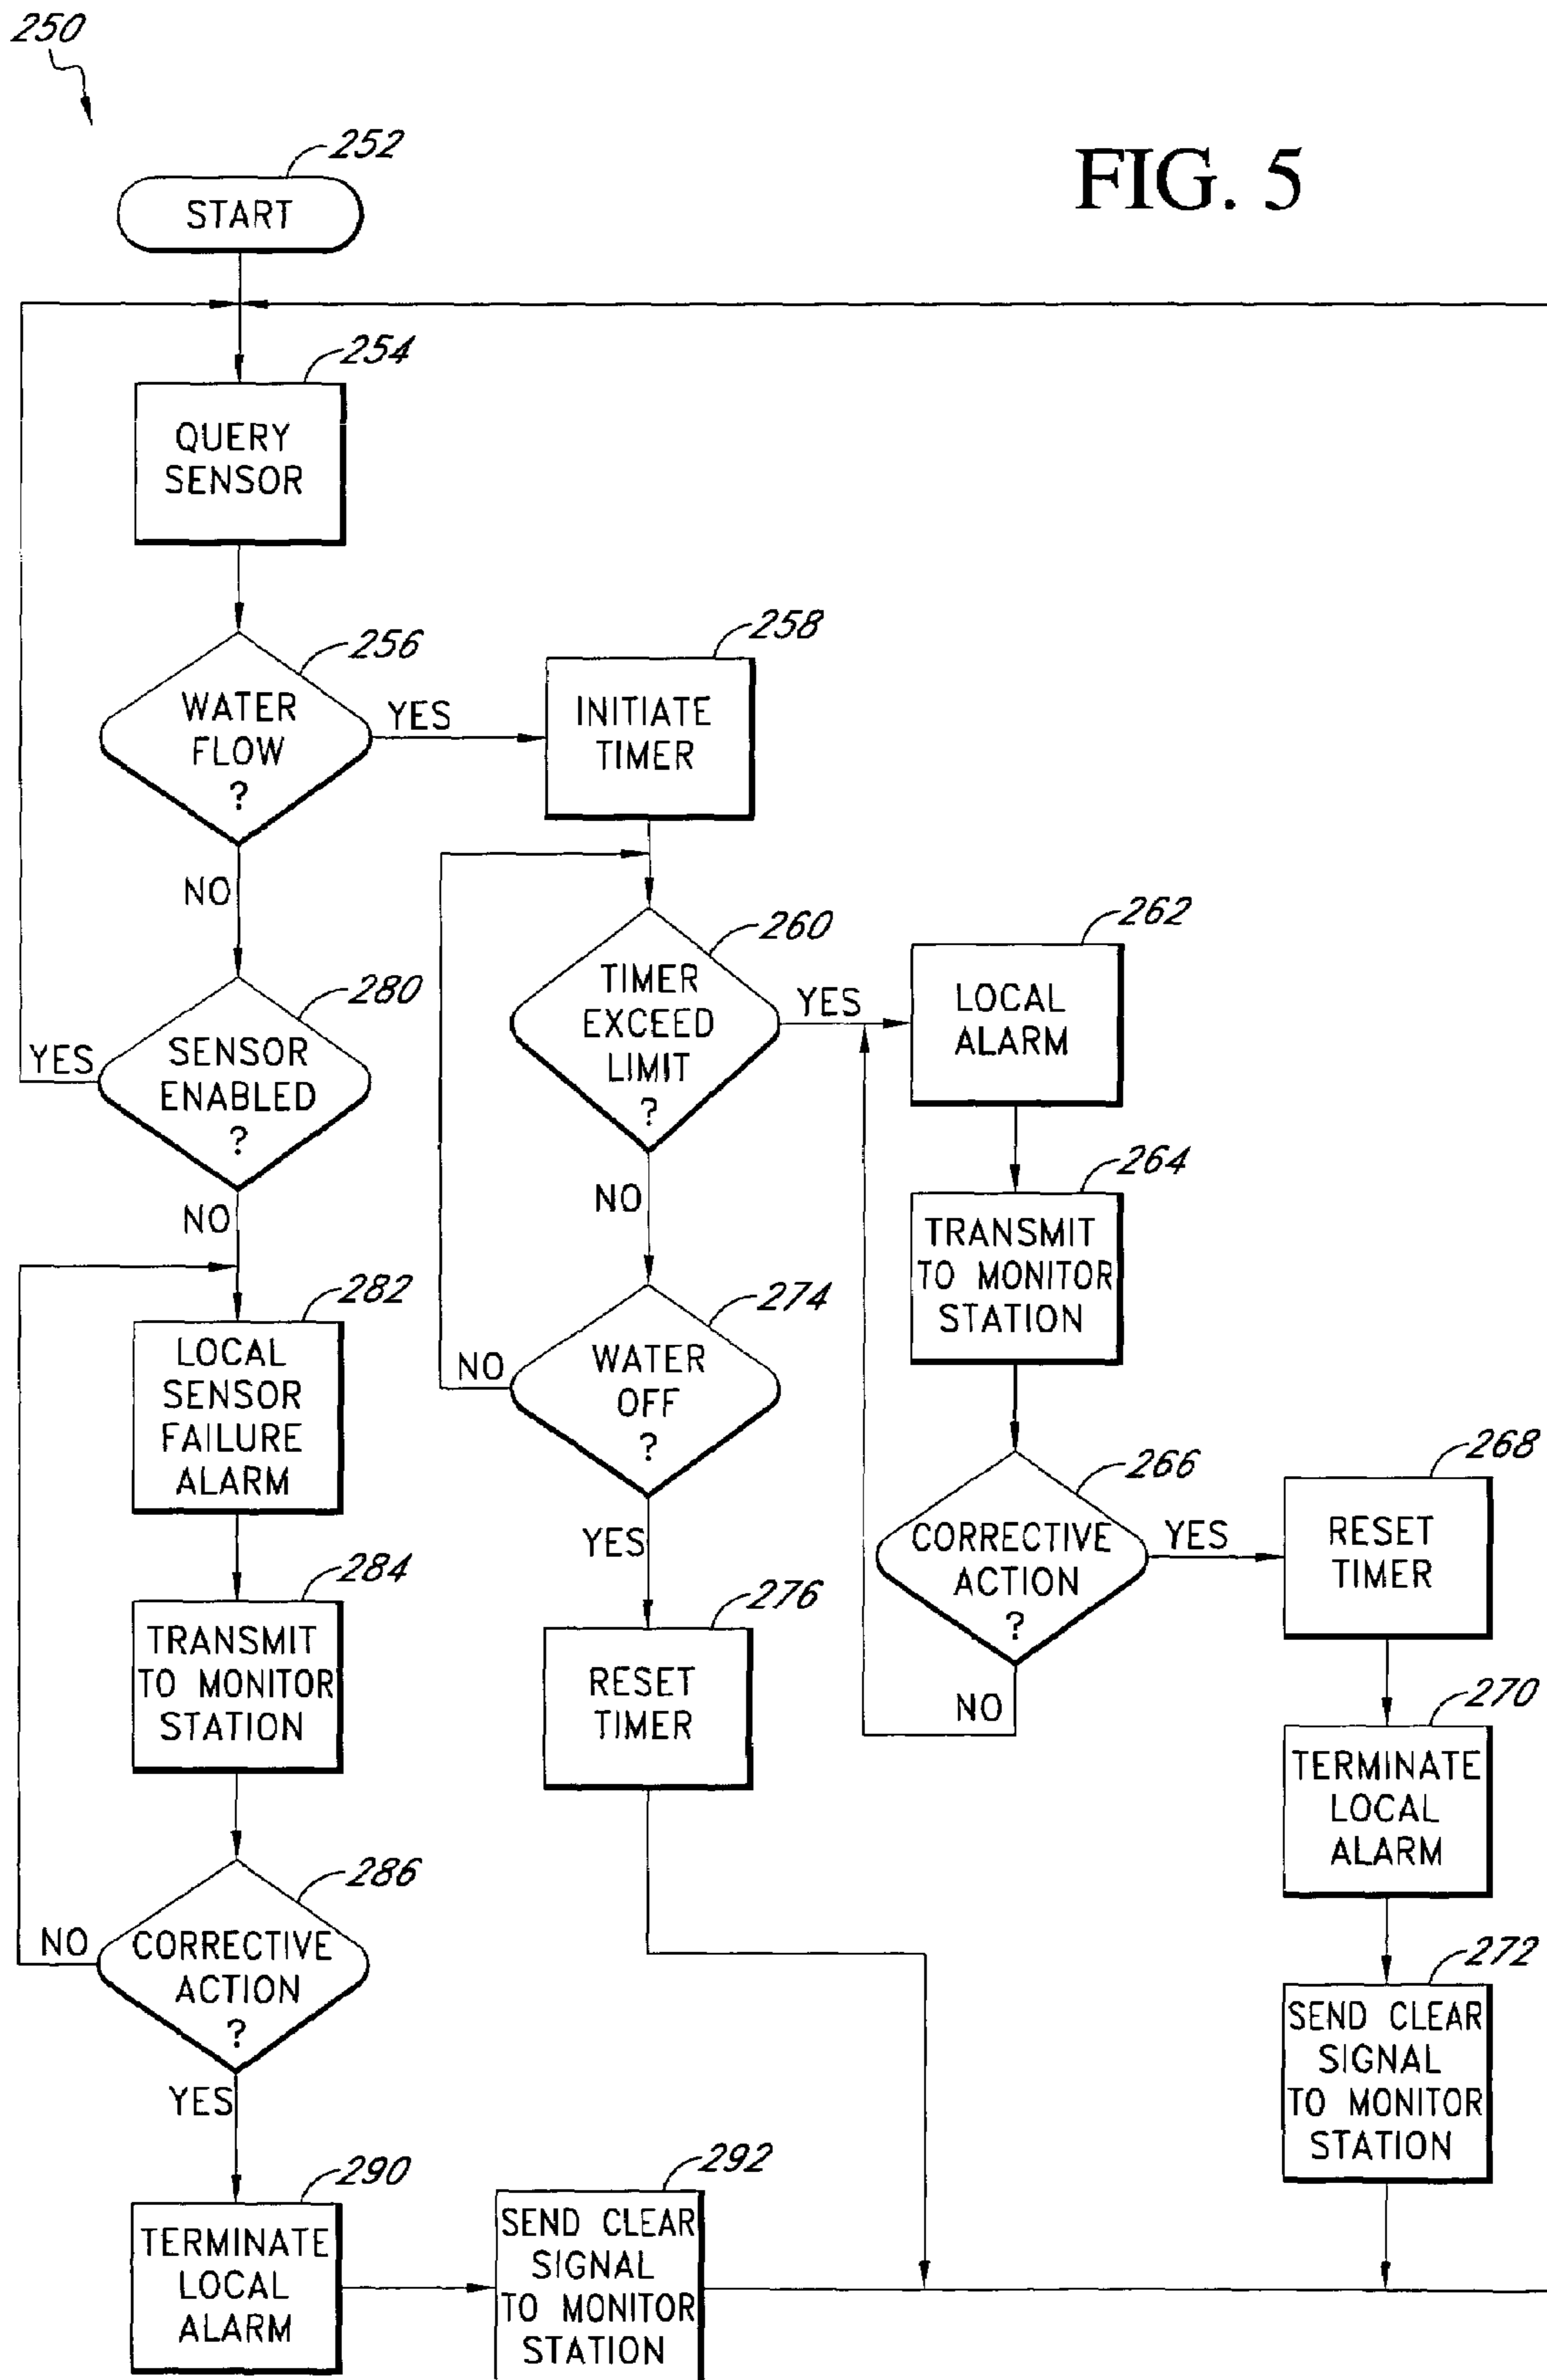 250
FIG. 5
252
START
254
QUERY
SENSOR
256
WATER
FLOW
?
YES
258
INITIATE
TIMER
NO
260
TIMER
EXCEED
LIMIT
?
YES
262
LOCAL
ALARM
280
SENSOR
ENABLED
?
YES
NO
264
TRANSMIT
TO MONITOR
STATION
NO
274
WATER
OFF
?
NO
YES
282
LOCAL
SENSOR
FAILURE
ALARM
266
CORRECTIVE
ACTION
?
YES
NO
268
RESET
TIMER
284
TRANSMIT
TO MONITOR
STATION
276
RESET
TIMER
270
TERMINATE
LOCAL
ALARM
286
CORRECTIVE
ACTION
?
NO
YES
272
SEND CLEAR
SIGNAL
TO MONITOR
STATION
290
TERMINATE
LOCAL
ALARM
292
SEND CLEAR
SIGNAL
TO MONITOR
STATION